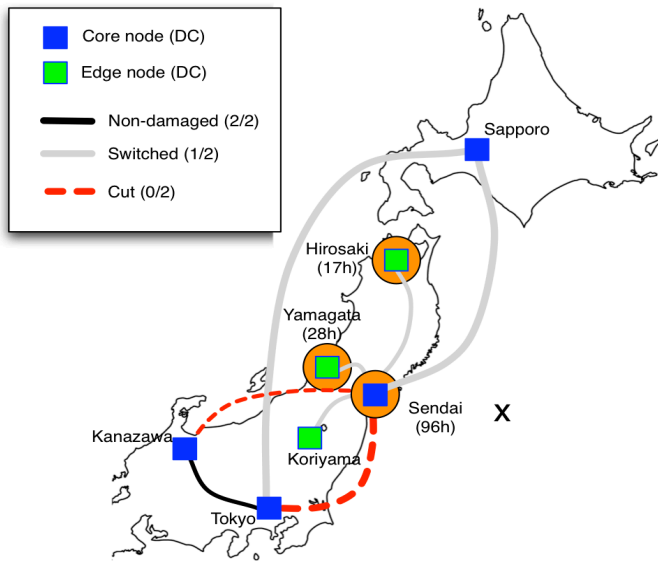 Core node (DC)
Edge node (DC)
Non-damaged (2/2)
Switched (1/2)
Cut (0/2)
Sapporo
Hirosaki
(17h)
Yamagata
(28h)
Sendai
(96h)
X
Kanazawa
Koriyama
Tokyo